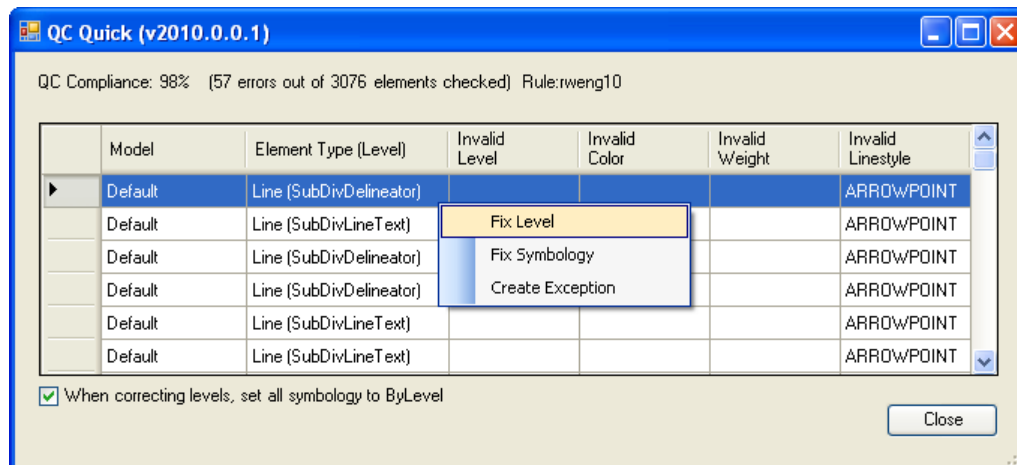 QC Quick (v2010.0.0.1)
QC Compliance: 98% (57 errors out of 3076 elements checked) Rule:rweng10
Model Element Type (Level) Invalid Level Invalid Color Invalid Weight Invalid Linestyle
Default Line (SubDivDelineator) ARROWPOINT
Default Line (SubDivLineText) ARROWPOINT
Default Line (SubDivDelineator) ARROWPOINT
Default Line (SubDivDelineator) ARROWPOINT
Default Line (SubDivLineText) ARROWPOINT
Default Line (SubDivLineText) ARROWPOINT
Fix Level
Fix Symbology
Create Exception
When correcting levels, set all symbology to ByLevel
Close